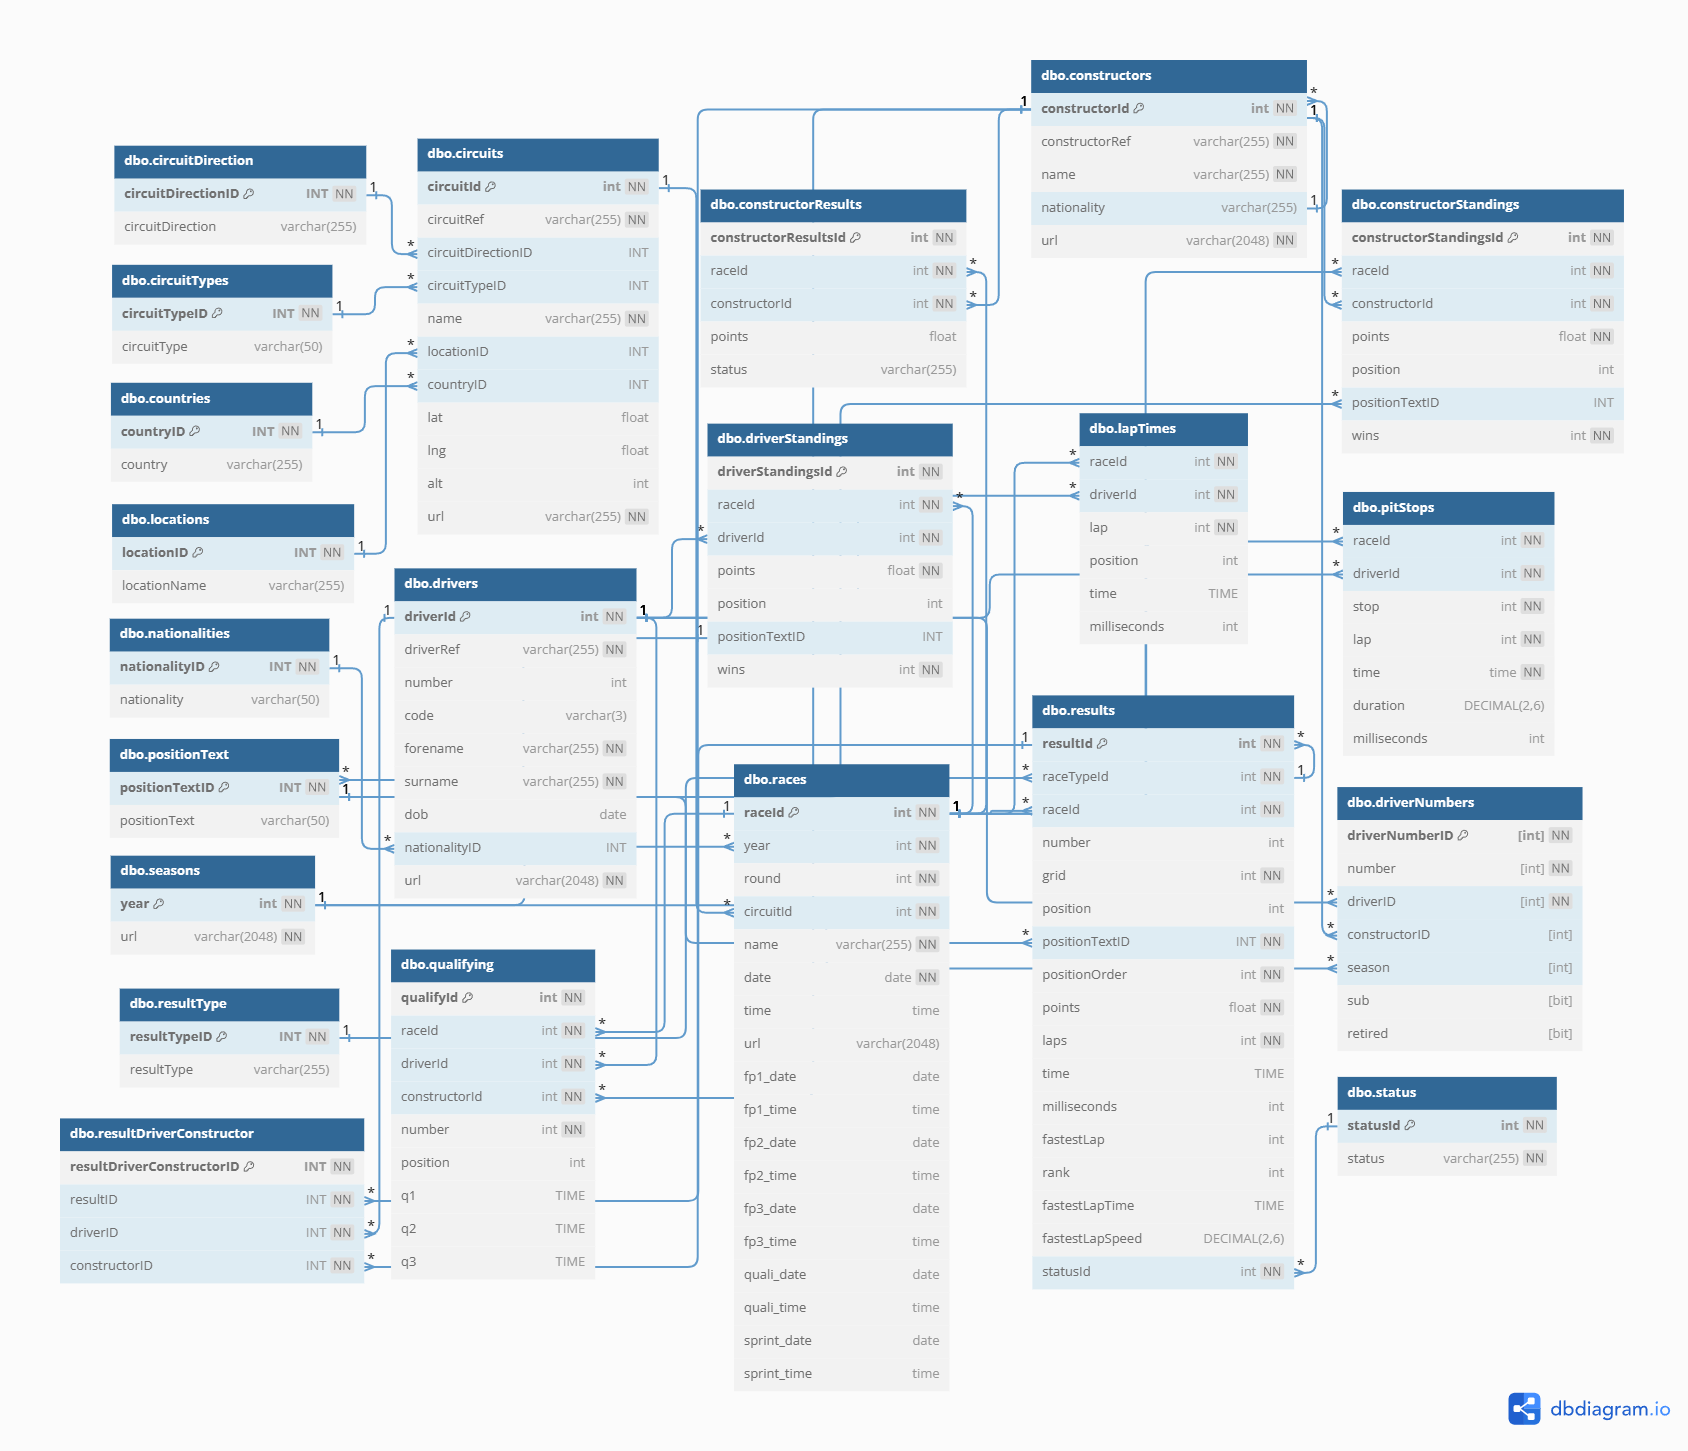 dbo.constructors
constructorId int NN
constructorRef varchar(255) NN
name varchar(255) NN
nationality varchar(255)
url varchar(2048) NN
dbo.circuitDirection
circuitDirectionID INT NN
circuitDirection varchar(255)
dbo.circuits
circuitId int NN
circuitRef varchar(255) NN
circuitDirectionID INT
circuitTypeID INT
name varchar(255) NN
locationID INT
countryID INT
lat float
lng float
alt int
url varchar(255) NN
dbo.constructorResults
constructorResultsId int NN
raceId int NN
constructorId int NN
points float
status varchar(255)
dbo.constructorStandings
constructorStandingsId int NN
raceId int NN
constructorId int NN
points float NN
position int
positionTextID INT
wins int NN
dbo.circuitTypes
circuitTypeID INT NN
circuitType varchar(50)
dbo.countries
countryID INT NN
country varchar(255)
dbo.locations
locationID INT NN
locationName varchar(255)
dbo.driverStandings
driverStandingsId int NN
raceId int NN
driverId int NN
points float NN
position int
positionTextID INT
wins int NN
dbo.lapTimes
raceId int NN
driverId int NN
lap int NN
position int
time TIME
milliseconds int
dbo.pitStops
raceId int NN
driverId int NN
stop int NN
lap int NN
time time NN
duration DECIMAL(2,6)
milliseconds int
dbo.drivers
driverId int NN
driverRef varchar(255) NN
number int
code varchar(3)
forename varchar(255) NN
surname varchar(255) NN
dob date
nationalityID INT
url varchar(2048) NN
dbo.nationalities
nationalityID INT NN
nationality varchar(50)
dbo.positionText
positionTextID INT NN
positionText varchar(50)
dbo.seasons
year int NN
url varchar(2048) NN
dbo.results
resultId int NN
raceTypeId int NN
raceId int NN
number int
grid int NN
position int
positionTextID INT NN
positionOrder int NN
points float NN
laps int NN
time TIME
milliseconds int
fastestLap int
rank int
fastestLapTime TIME
fastestLapSpeed DECIMAL(2,6)
statusId int NN
dbo.races
raceId int NN
year int NN
round int NN
circuitId int NN
name varchar(255) NN
date date NN
time time
url varchar(2048)
fp1_date date
fp1_time time
fp2_date date
fp2_time time
fp3_date date
fp3_time time
quali_date date
quali_time time
sprint_date date
sprint_time time
dbo.driverNumbers
driverNumberID [int] NN
number [int] NN
driverID [int] NN
constructorID [int]
season [int]
sub [bit]
retired [bit]
dbo.qualifying
qualifyId int NN
raceId int NN
driverId int NN
constructorId int NN
number int NN
position int
q1 TIME
q2 TIME
q3 TIME
dbo.resultType
resultTypeID INT NN
resultType varchar(255)
dbo.status
statusId int NN
status varchar(255) NN
dbo.resultDriverConstructor
resultDriverConstructorID INT NN
resultID INT NN
driverID INT NN
constructorID INT NN
dbdiagram.io